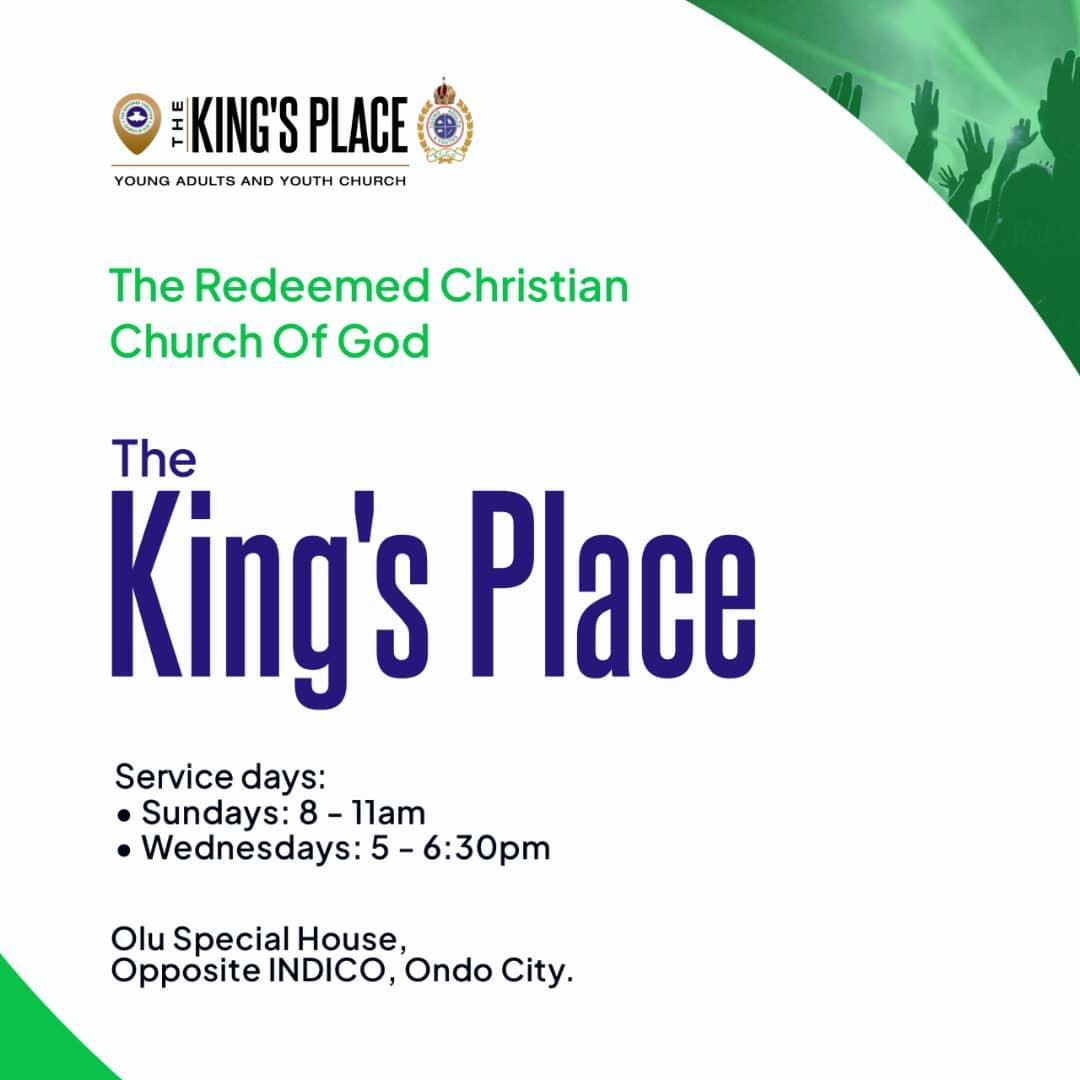 THE KING'S PLACE
YOUNG ADULTS AND YOUTH CHURCH
The Redeemed Christian
Church Of God
The
King's Place
Service days:
• Sundays: 8 - 11am
• Wednesdays: 5 - 6:30pm
Olu Special House,
Opposite INDICO, Ondo City.